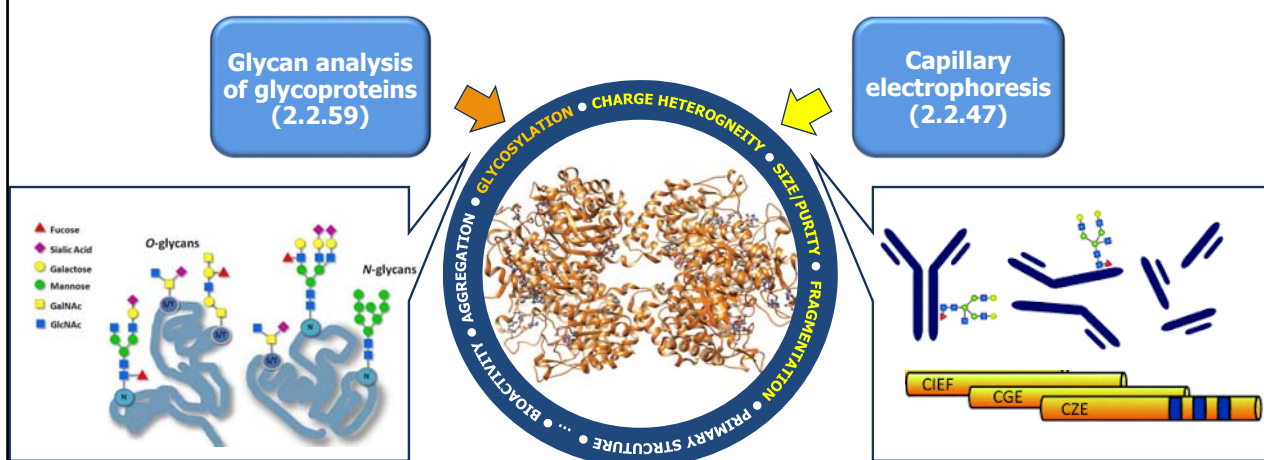 Glycan analysis
of glycoproteins
(2.2.59)
Capillary
electrophoresis
(2.2.47)
GLYCOSYLATION • CHARGE HETEROGNEITY • SIZE/PURITY • FRAGMENTATION • PRIMARY STRCUTURE • ... • BIOACTIVITY • AGGREGATION •
Fucose
Sialic Acid
Galactose
Mannose
GalNAc
GlcNAc
O-glycans
N-glycans
S/T
S/T
S/T
N
N
N
CIEF
CGE
CZE